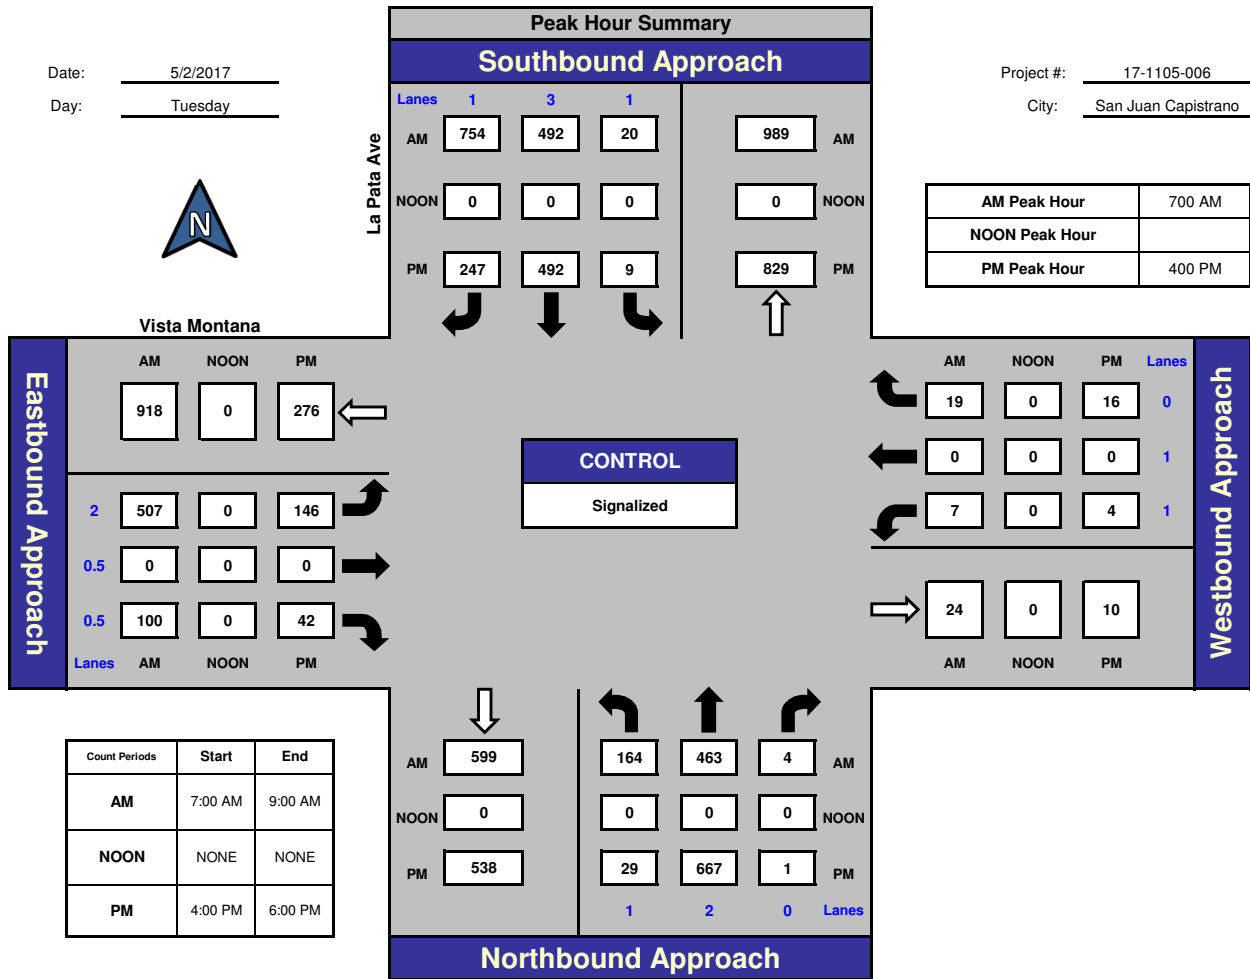 Peak Hour Summary
Southbound Approach
Date: 5/2/2017
Day: Tuesday
Project #: 17-1105-006
City: San Juan Capistrano
N
La Pata Ave
Lanes 1 3 1
AM 754 492 20 989 AM
NOON 0 0 0 0 NOON
PM 247 492 9 829 PM
AM Peak Hour 700 AM
NOON Peak Hour
PM Peak Hour 400 PM
Vista Montana
Eastbound Approach
AM NOON PM
918 0 276
2 507 0 146
0.5 0 0 0
0.5 100 0 42
Lanes AM NOON PM
CONTROL
Signalized
AM NOON PM Lanes
19 0 16 0
0 0 0 1
7 0 4 1
24 0 10
AM NOON PM
Westbound Approach
Count Periods Start End
AM 7:00 AM 9:00 AM
NOON NONE NONE
PM 4:00 PM 6:00 PM
AM 599 164 463 4 AM
NOON 0 0 0 0 NOON
PM 538 29 667 1 PM
1 2 0 Lanes
Northbound Approach